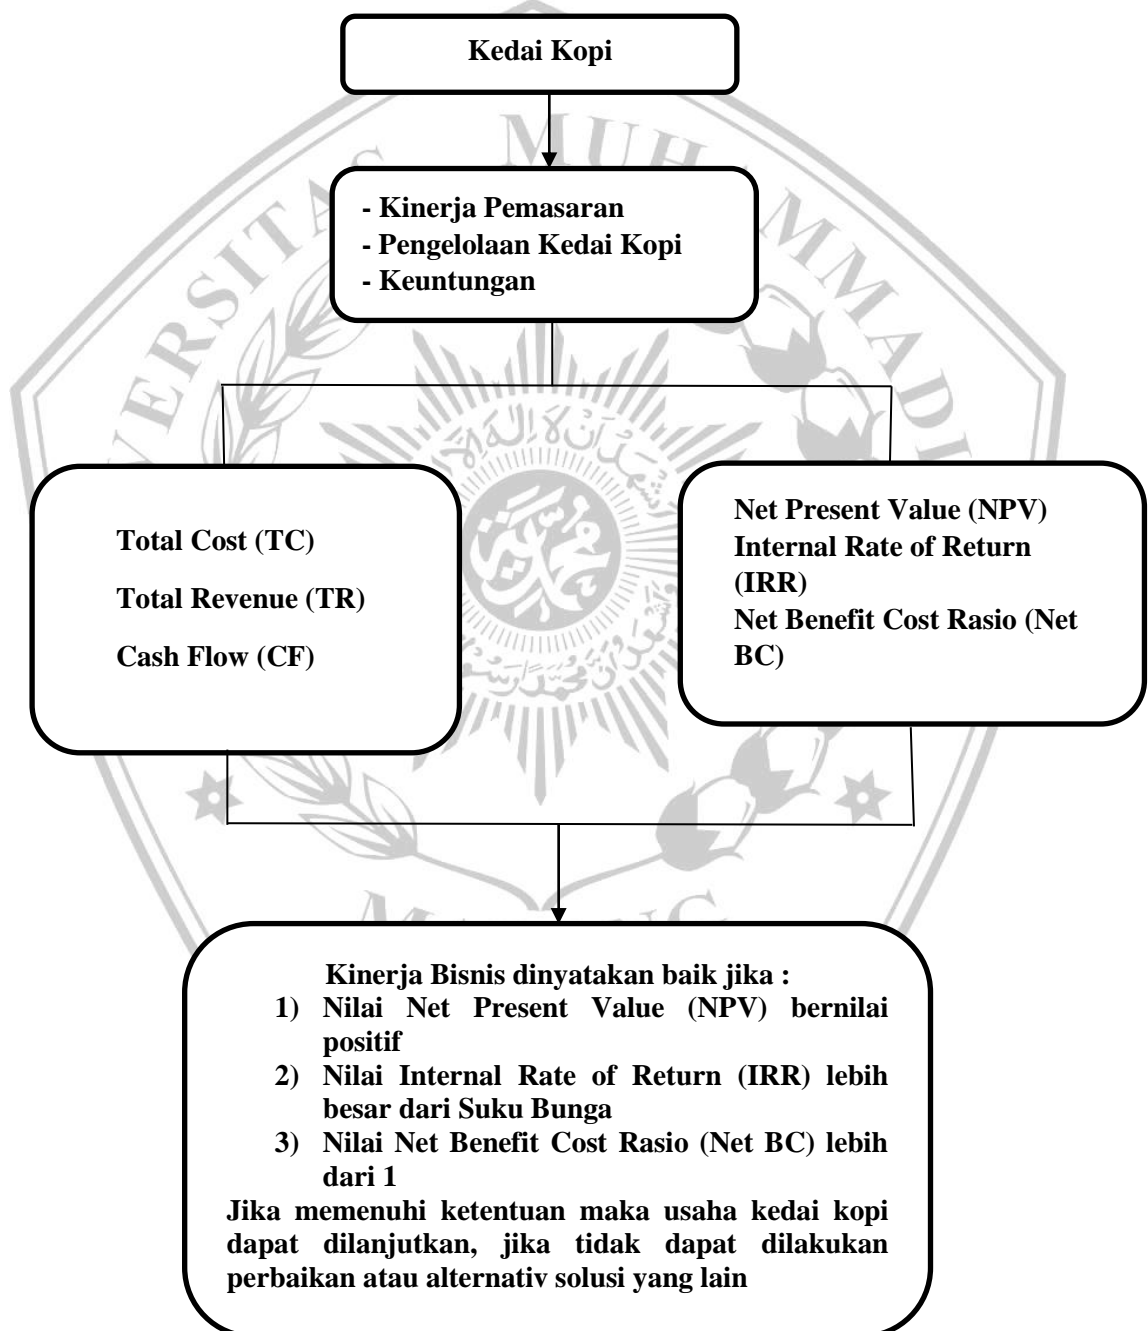 Kedai Kopi
- Kinerja Pemasaran
- Pengelolaan Kedai Kopi
- Keuntungan
Total Cost (TC)
Total Revenue (TR)
Cash Flow (CF)
Net Present Value (NPV)
Internal Rate of Return
(IRR)
Net Benefit Cost Rasio (Net
BC)
Kinerja Bisnis dinyatakan baik jika :
1) Nilai Net Present Value (NPV) bernilai
positif
2) Nilai Internal Rate of Return (IRR) lebih
besar dari Suku Bunga
3) Nilai Net Benefit Cost Rasio (Net BC) lebih
dari 1
Jika memenuhi ketentuan maka usaha kedai kopi
dapat dilanjutkan, jika tidak dapat dilakukan
perbaikan atau alternativ solusi yang lain